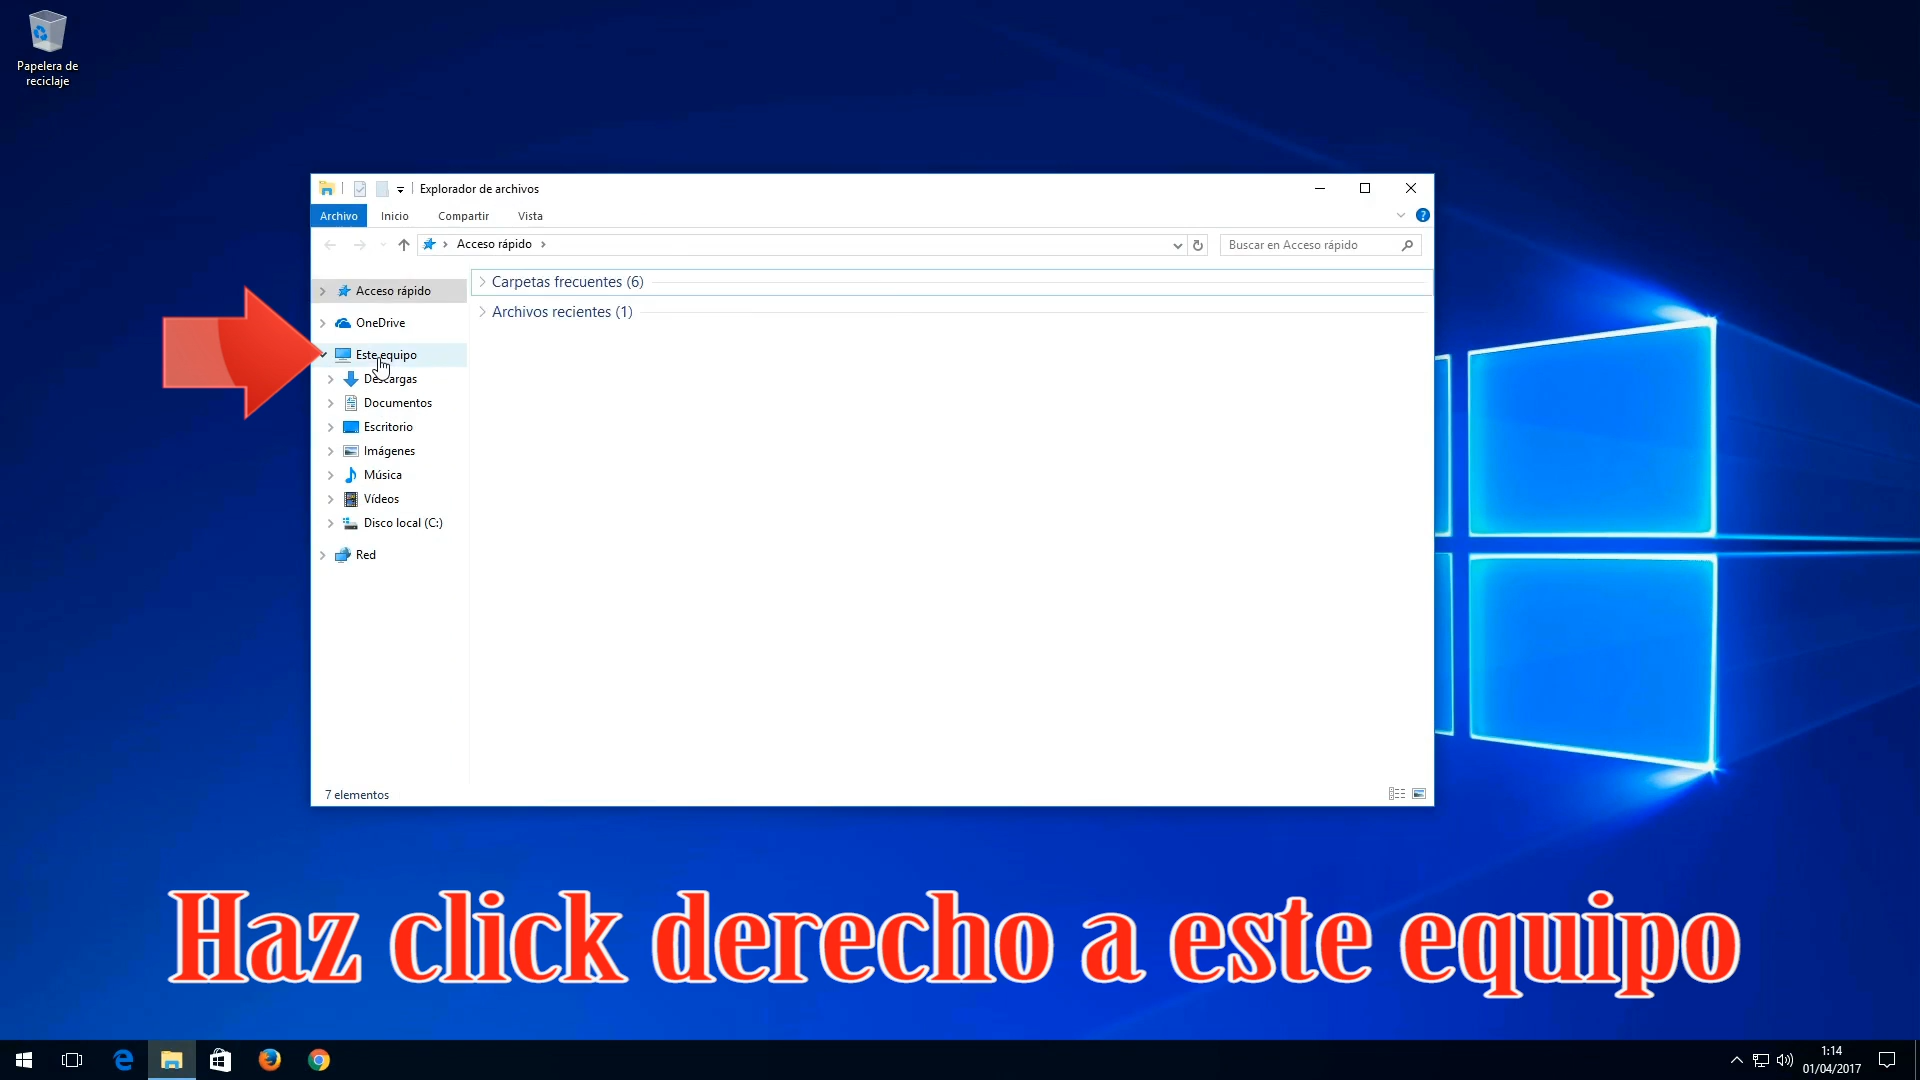 Papelera de
reciclaje
Explorador de archivos
Archivo
Inicio
Compartir
Vista
Acceso rápido
Buscar en Acceso rápido
Acceso rápido
OneDrive
Este equipo
Descargas
Documentos
Escritorio
Imágenes
Música
Vídeos
Disco local (C:)
Red
Carpetas frecuentes (6)
Archivos recientes (1)
7 elementos
Haz click derecho a este equipo
1:14
01/04/2017